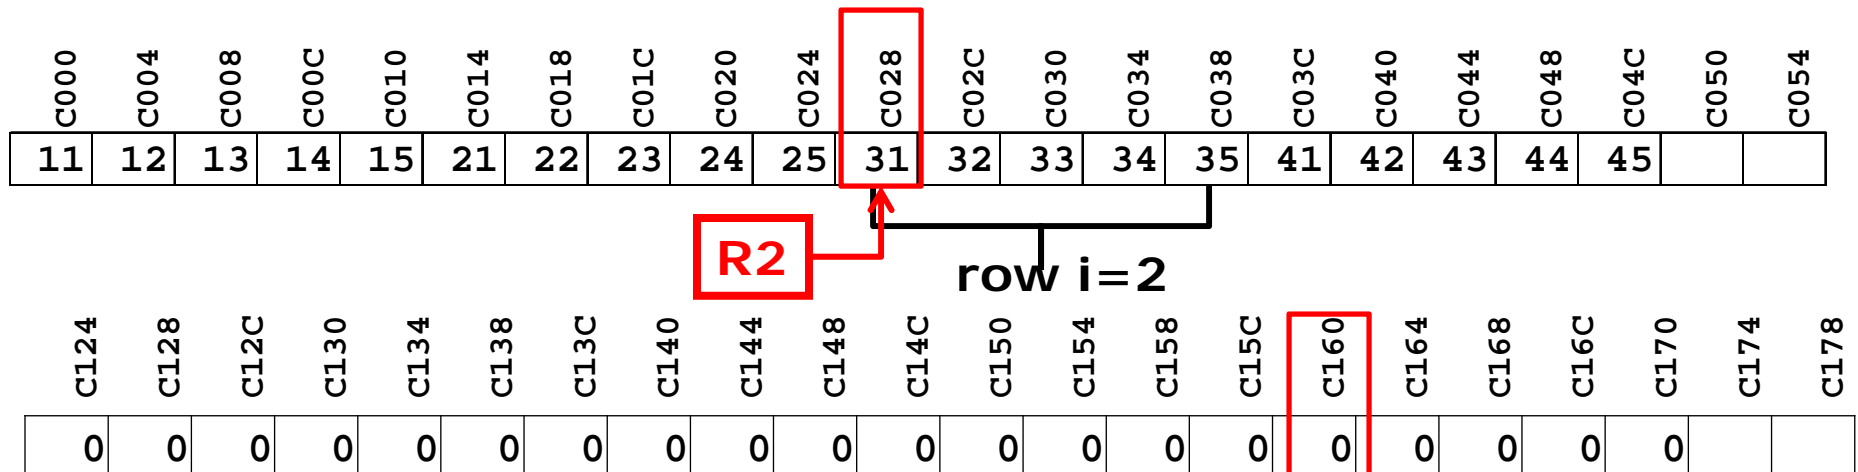 C000 C004 C008 C00C C010 C014 C018 C01C C020 C024 C028 C02C C030 C034 C038 C03C C040 C044 C048 C04C C050 C054
11 12 13 14 15 21 22 23 24 25 31 32 33 34 35 41 42 43 44 45
R2
row i=2
C124 C128 C12C C130 C134 C138 C13C C140 C144 C148 C14C C150 C154 C158 C15C C160 C164 C168 C16C C170 C174 C178
0 0 0 0 0 0 0 0 0 0 0 0 0 0 0 0 0 0 0 0